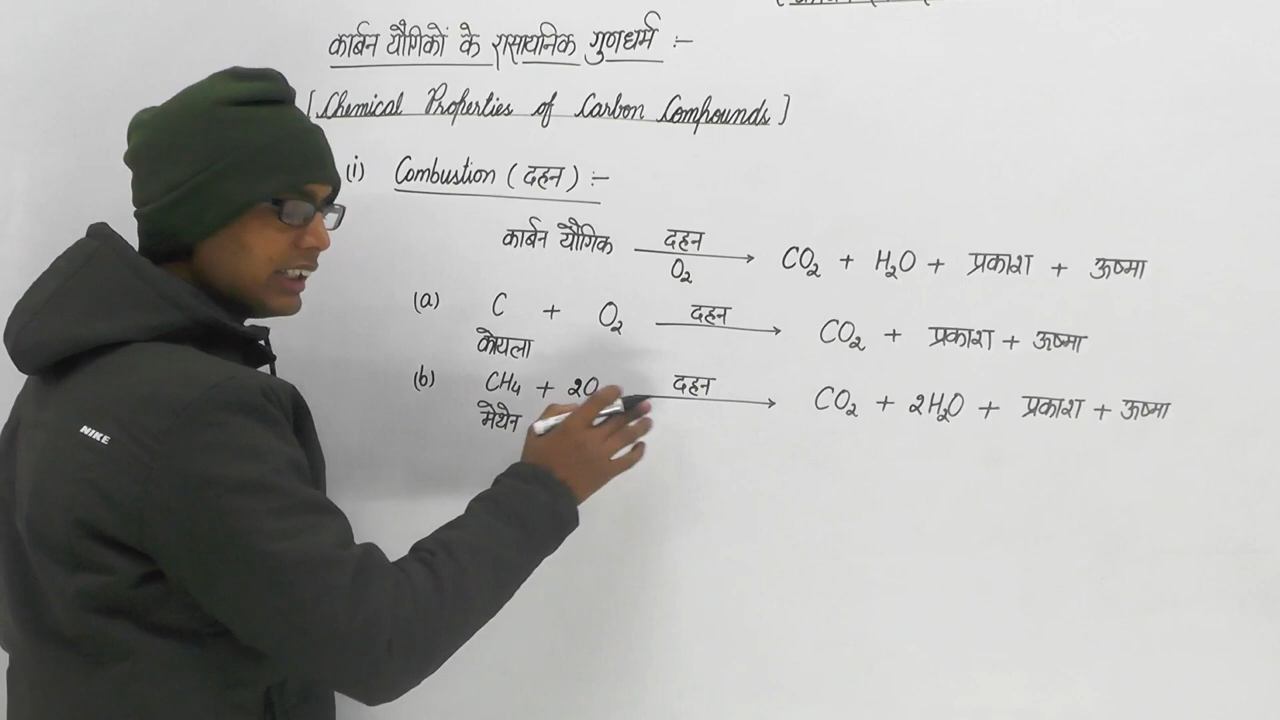 कार्बन यौगिकों के रासायनिक गुणधर्म :-
[Chemical Properties of Carbon Compounds]
(i) Combustion (दहन) :-
कार्बन यौगिक दहन O₂ → CO₂ + H₂O + प्रकाश + ऊष्मा
(a) C + O₂ दहन → CO₂ + प्रकाश + ऊष्मा
कोयला
(b) CH₄ + 2O दहन → CO₂ + 2H₂O + प्रकाश + ऊष्मा
मेथेन
NIKE